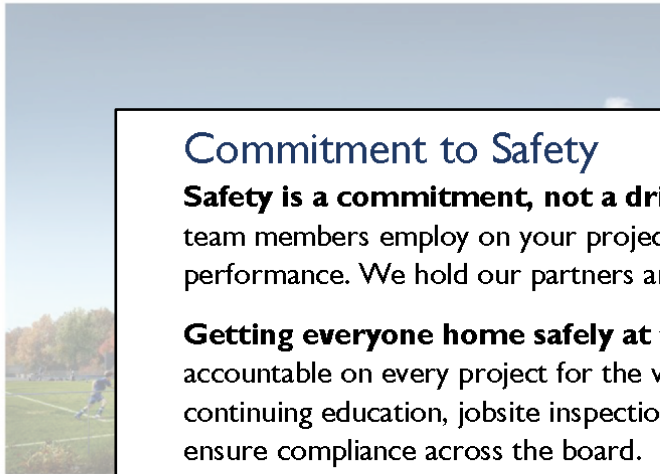 Commitment to Safety
Safety is a commitment, not a
team members employ on your
performance. We hold our partners
Getting everyone home safely at
accountable on every project for the
continuing education, jobsite
ensure compliance across the board.